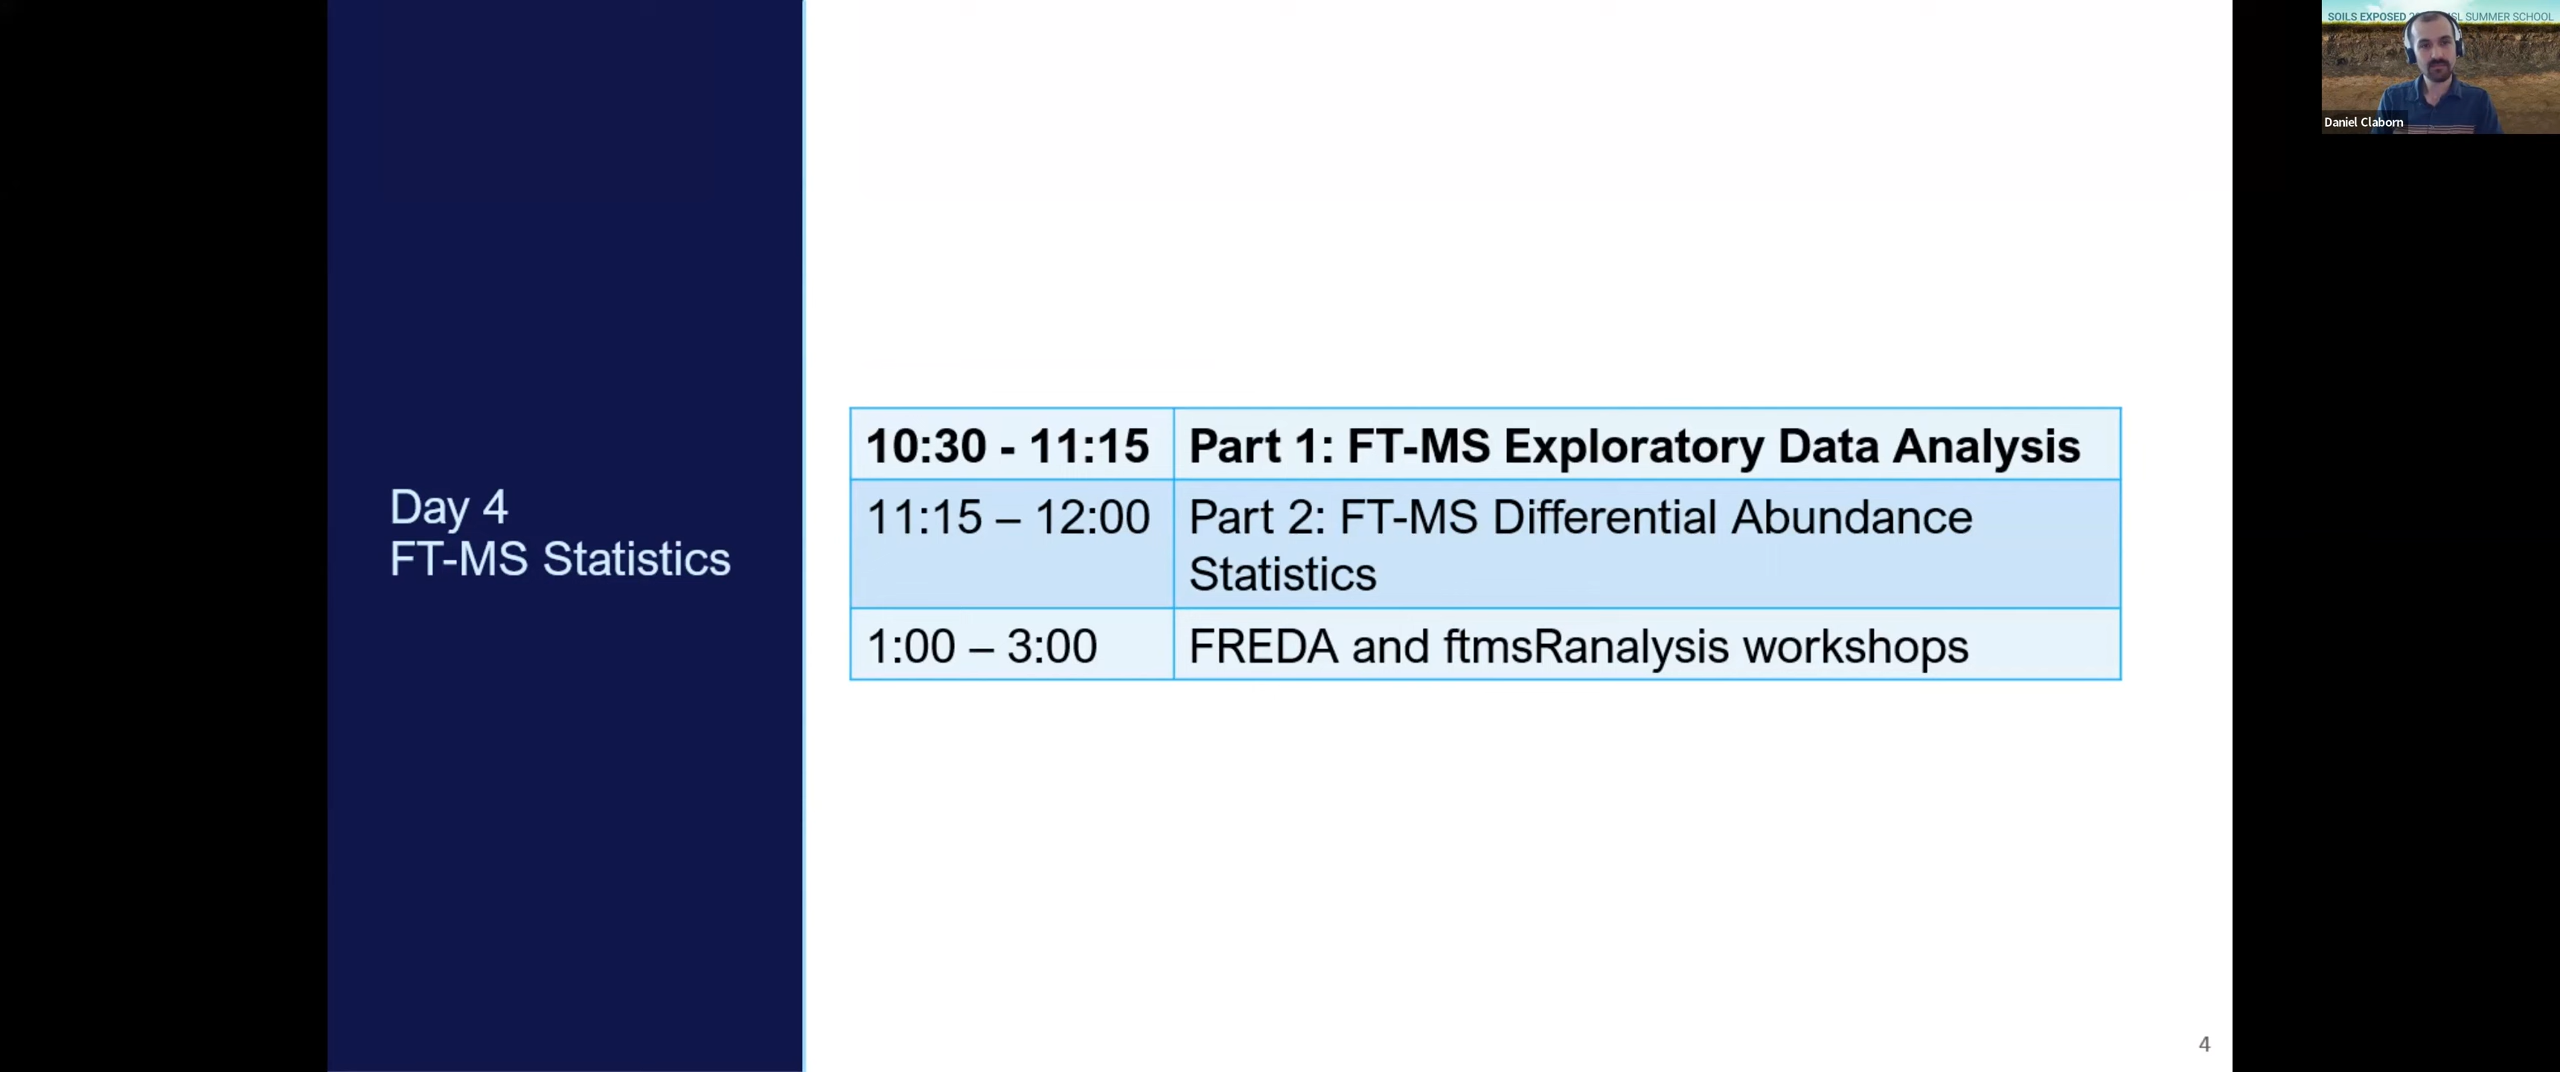 SOILS EXPOSED
SUMMER SCHOOL
Daniel Claborn
Day 4
FT-MS Statistics
10:30 - 11:15 Part 1: FT-MS Exploratory Data Analysis
11:15 – 12:00 Part 2: FT-MS Differential Abundance
Statistics
1:00 – 3:00 FREDA and ftmsRanalysis workshops
4